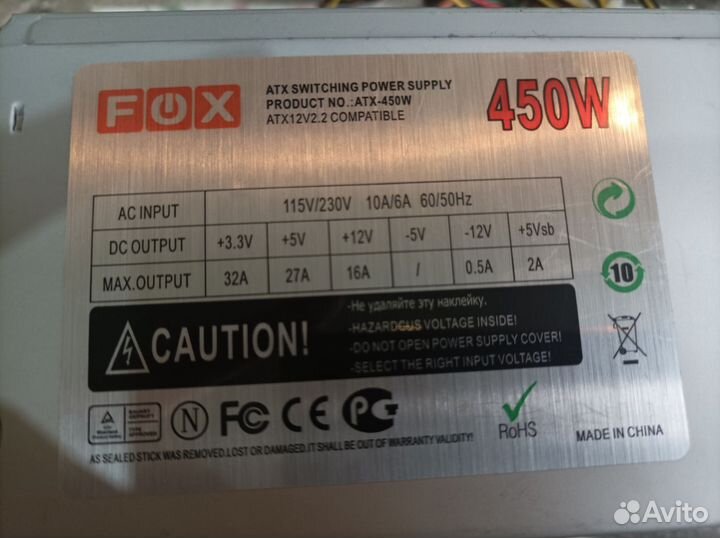 FOX
ATX SWITCHING POWER SUPPLY
PRODUCT NO.:ATX-450W
ATX12V2.2 COMPATIBLE
450W
AC INPUT 115V/230V 10A/6A 60/50Hz
DC OUTPUT +3.3V +5V +12V -5V -12V +5Vsb
MAX.OUTPUT 32A 27A 16A / 0.5A 2A
10
CAUTION!
-Не удаляйте эту наклейку.
-HAZARDGUS VOLTAGE INSIDE!
-DO NOT OPEN POWER SUPPLY COVER!
-SELECT THE RIGHT INPUT VOLTAGE!
N FC CE PG
RoHS
MADE IN CHINA
AS SEALED STICK WAS REMOVED.LOST OR DAMAGED.IT SHALL BE OUT OF WARRANTY VALIDITY!
Avito